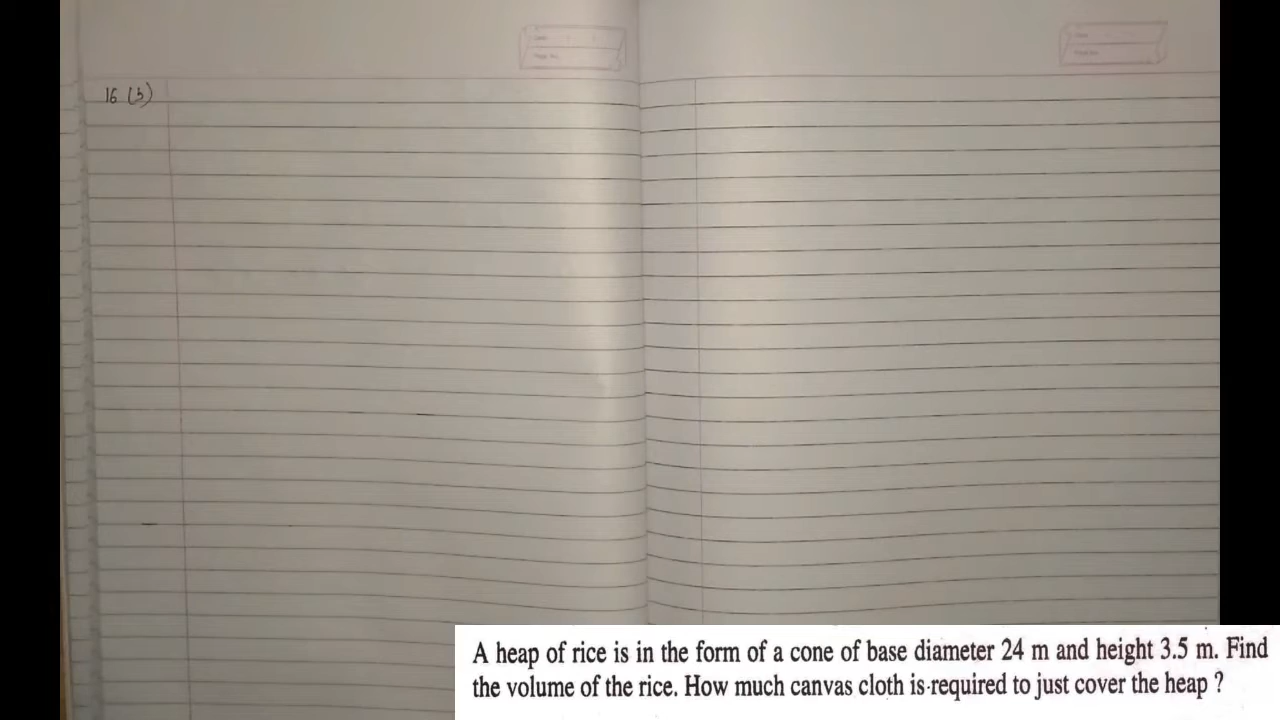 16 (b)
A heap of rice is in the form of a cone of base diameter 24 m and height 3.5 m. Find
the volume of the rice. How much canvas cloth is required to just cover the heap ?